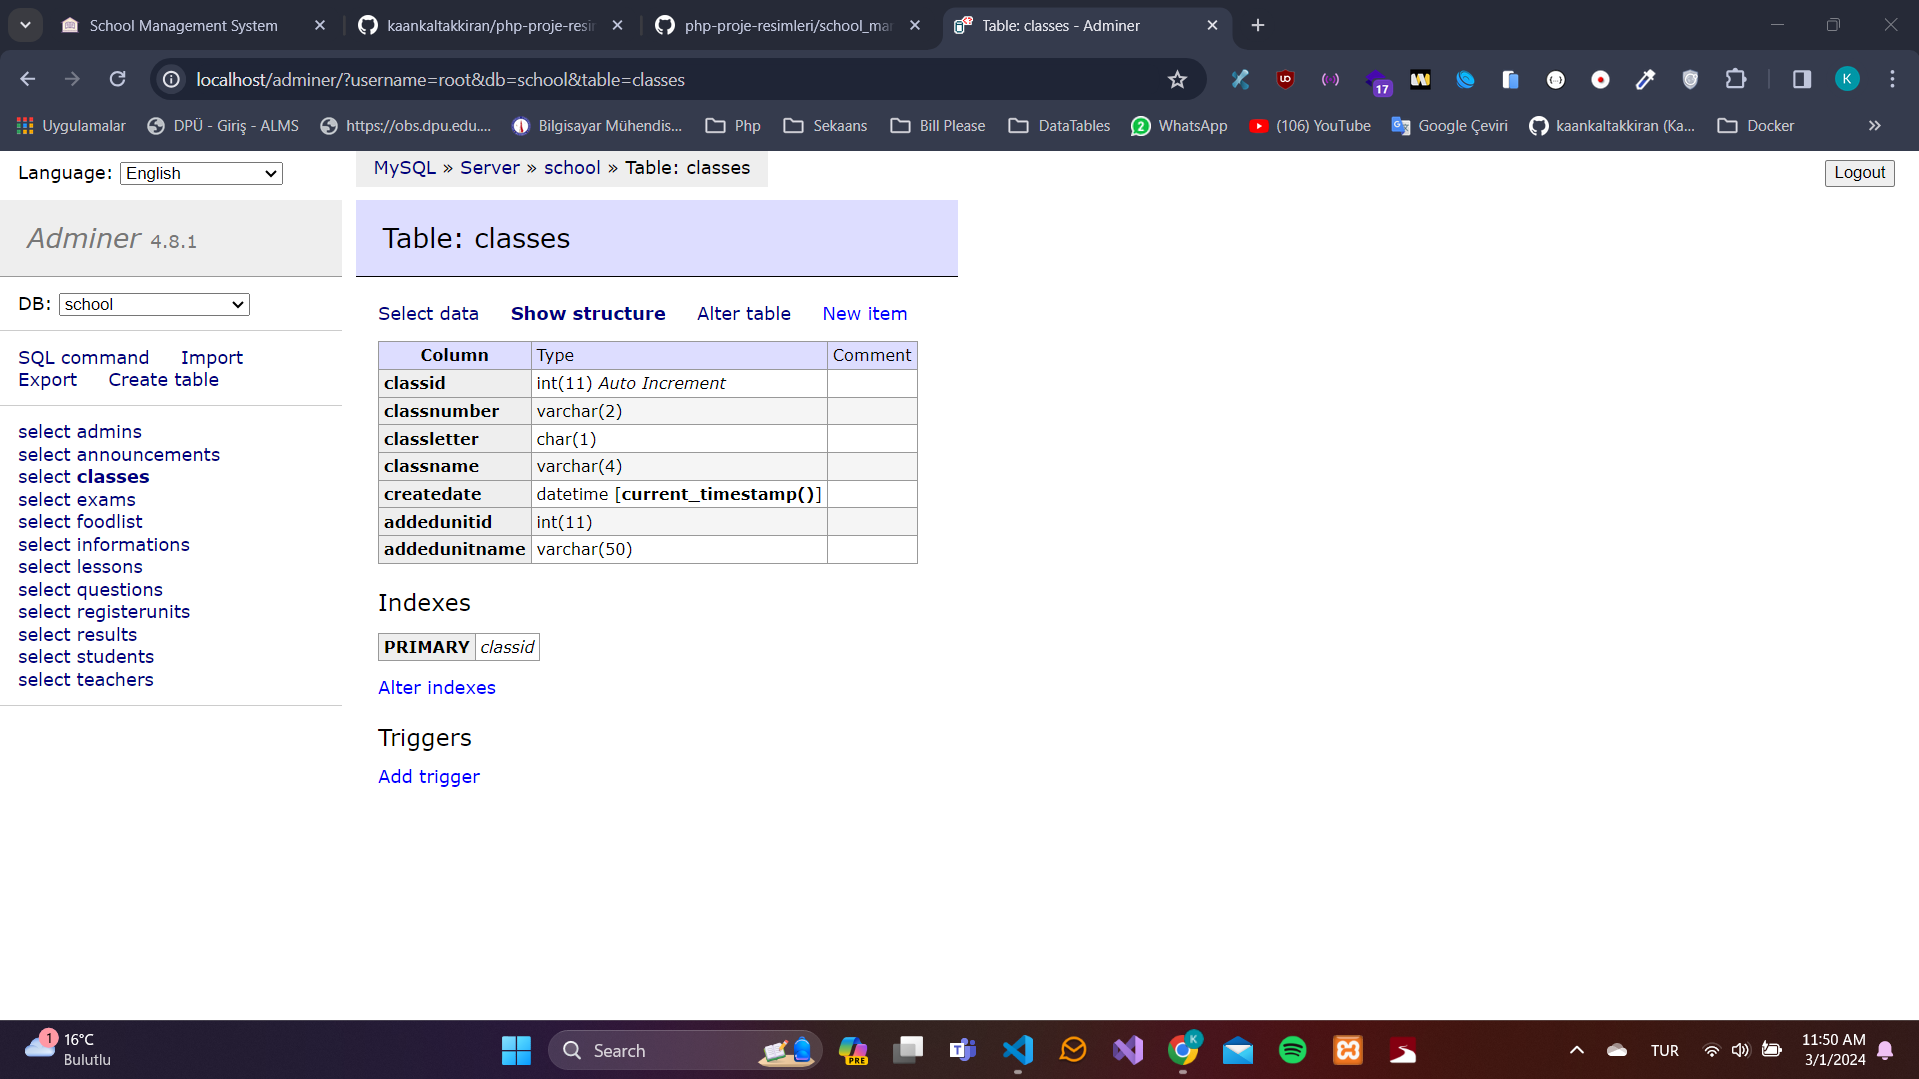 School Management System
kaankaltakkiran/php-proje-resim
php-proje-resimleri/school_mar
Table: classes - Adminer
localhost/adminer/?username=root&db=school&table=classes
17
K
Uygulamalar
DPÜ - Giriş - ALMS
https://obs.dpu.edu....
Bilgisayar Mühendis...
Php
Sekaans
Bill Please
DataTables
WhatsApp
(106) YouTube
Google Çeviri
kaankaltakkiran (Ka...
Docker
Language: English
MySQL » Server » school » Table: classes
Logout
Adminer 4.8.1
Table: classes
DB: school
SQL command Import
Export Create table
select admins
select announcements
select classes
select exams
select foodlist
select informations
select lessons
select questions
select registerunits
select results
select students
select teachers
Select data Show structure Alter table New item
Column Type Comment
classid int(11) Auto Increment
classnumber varchar(2)
classletter char(1)
classname varchar(4)
createdate datetime [current_timestamp()]
addedunitid int(11)
addedunitname varchar(50)
Indexes
PRIMARY classid
Alter indexes
Triggers
Add trigger
1
16°C
Bulutlu
Search
PRE
K
TUR
11:50 AM
3/1/2024